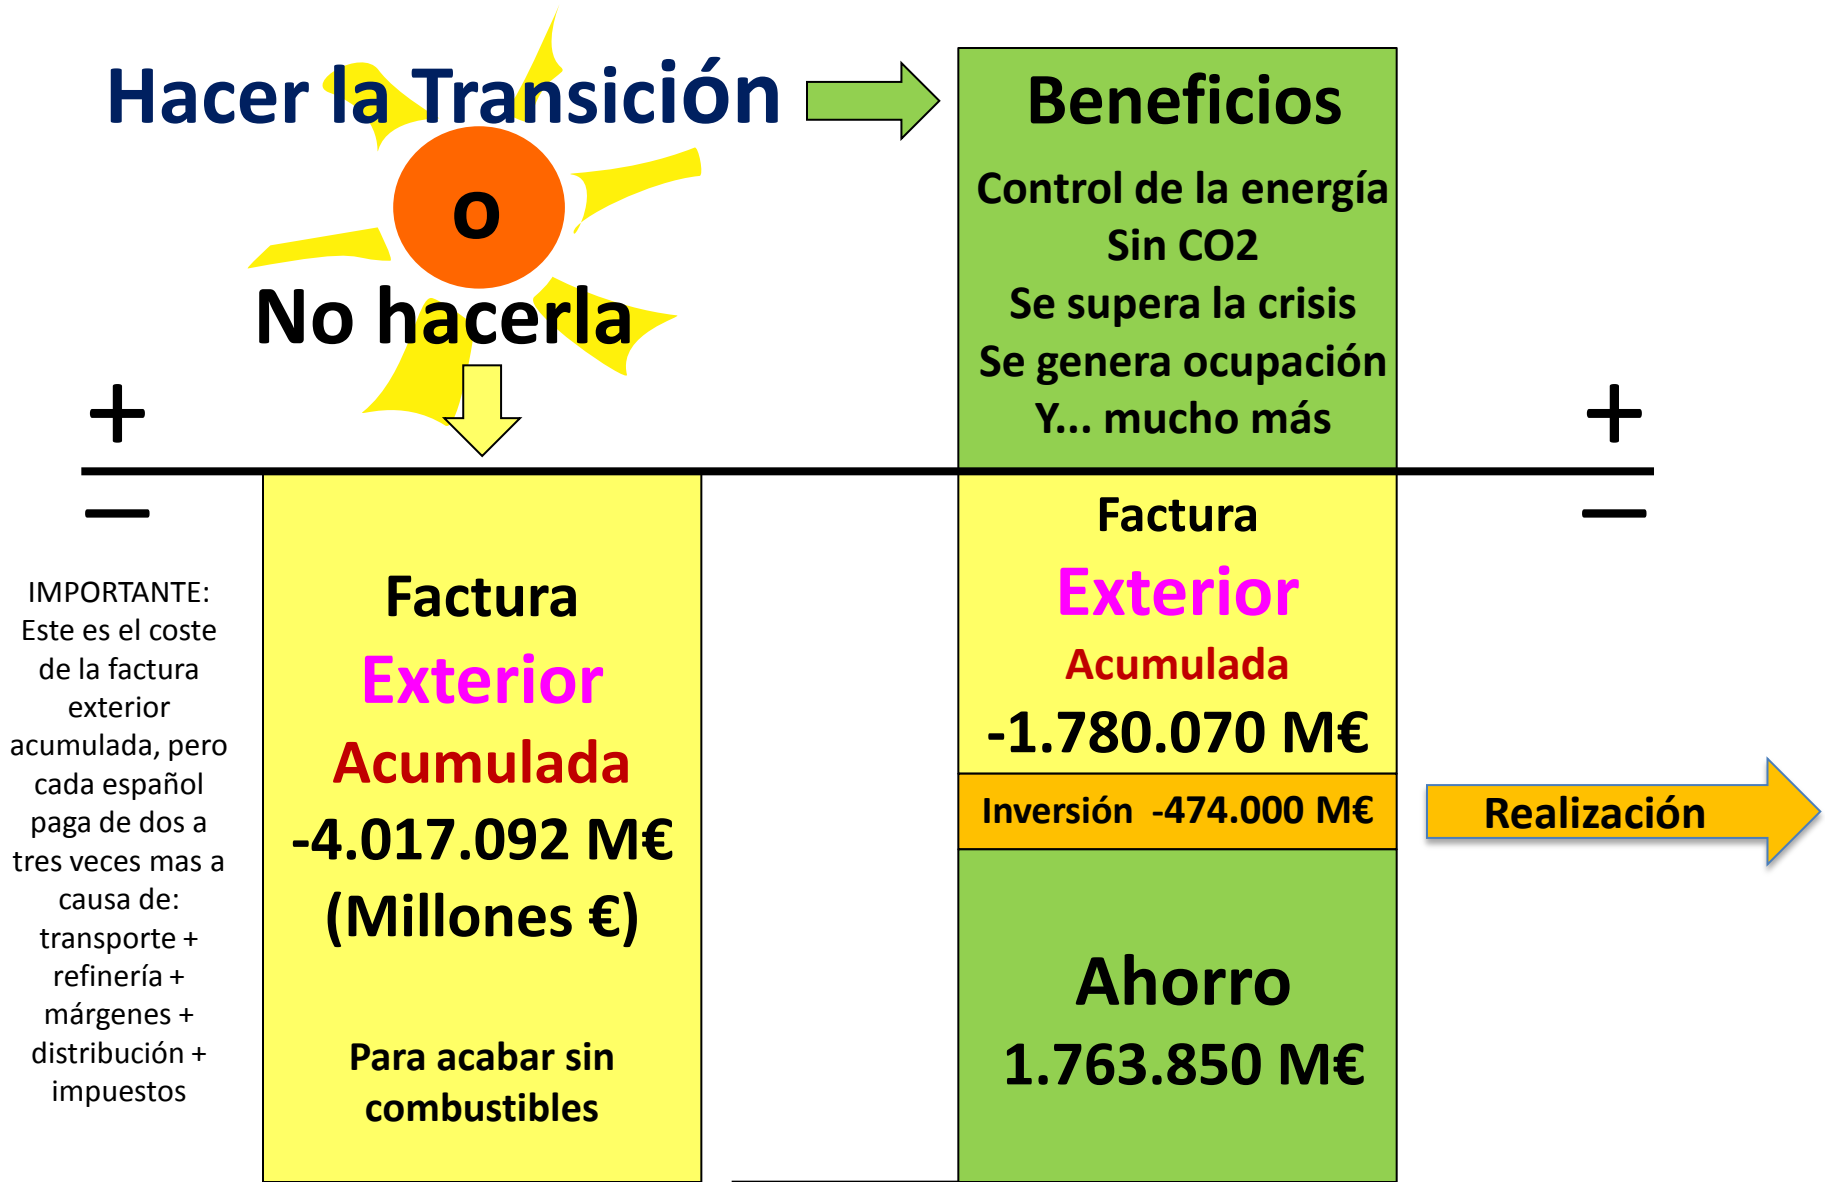 Hacer la Transición
o
No hacerla
Beneficios
Control de la energía
Sin CO2
Se supera la crisis
Se genera ocupación
Y... mucho más
+
+
–
–
IMPORTANTE:
Este es el coste
de la factura
exterior
acumulada, pero
cada español
paga de dos a
tres veces mas a
causa de:
transporte +
refinería +
márgenes +
distribución +
impuestos
Factura
Exterior
Acumulada
-4.017.092 M€
(Millones €)
Para acabar sin
combustibles
Factura
Exterior
Acumulada
-1.780.070 M€
Inversión -474.000 M€
Ahorro
1.763.850 M€
Realización